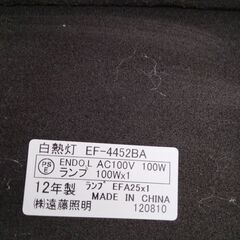 白熱灯 EF-4452BA
PS E ENDO.L AC100V 100W
ランプ 100Wx1
12年製 ランプ EFA25x1
MADE IN CHINA
㈱遠藤照明 120810